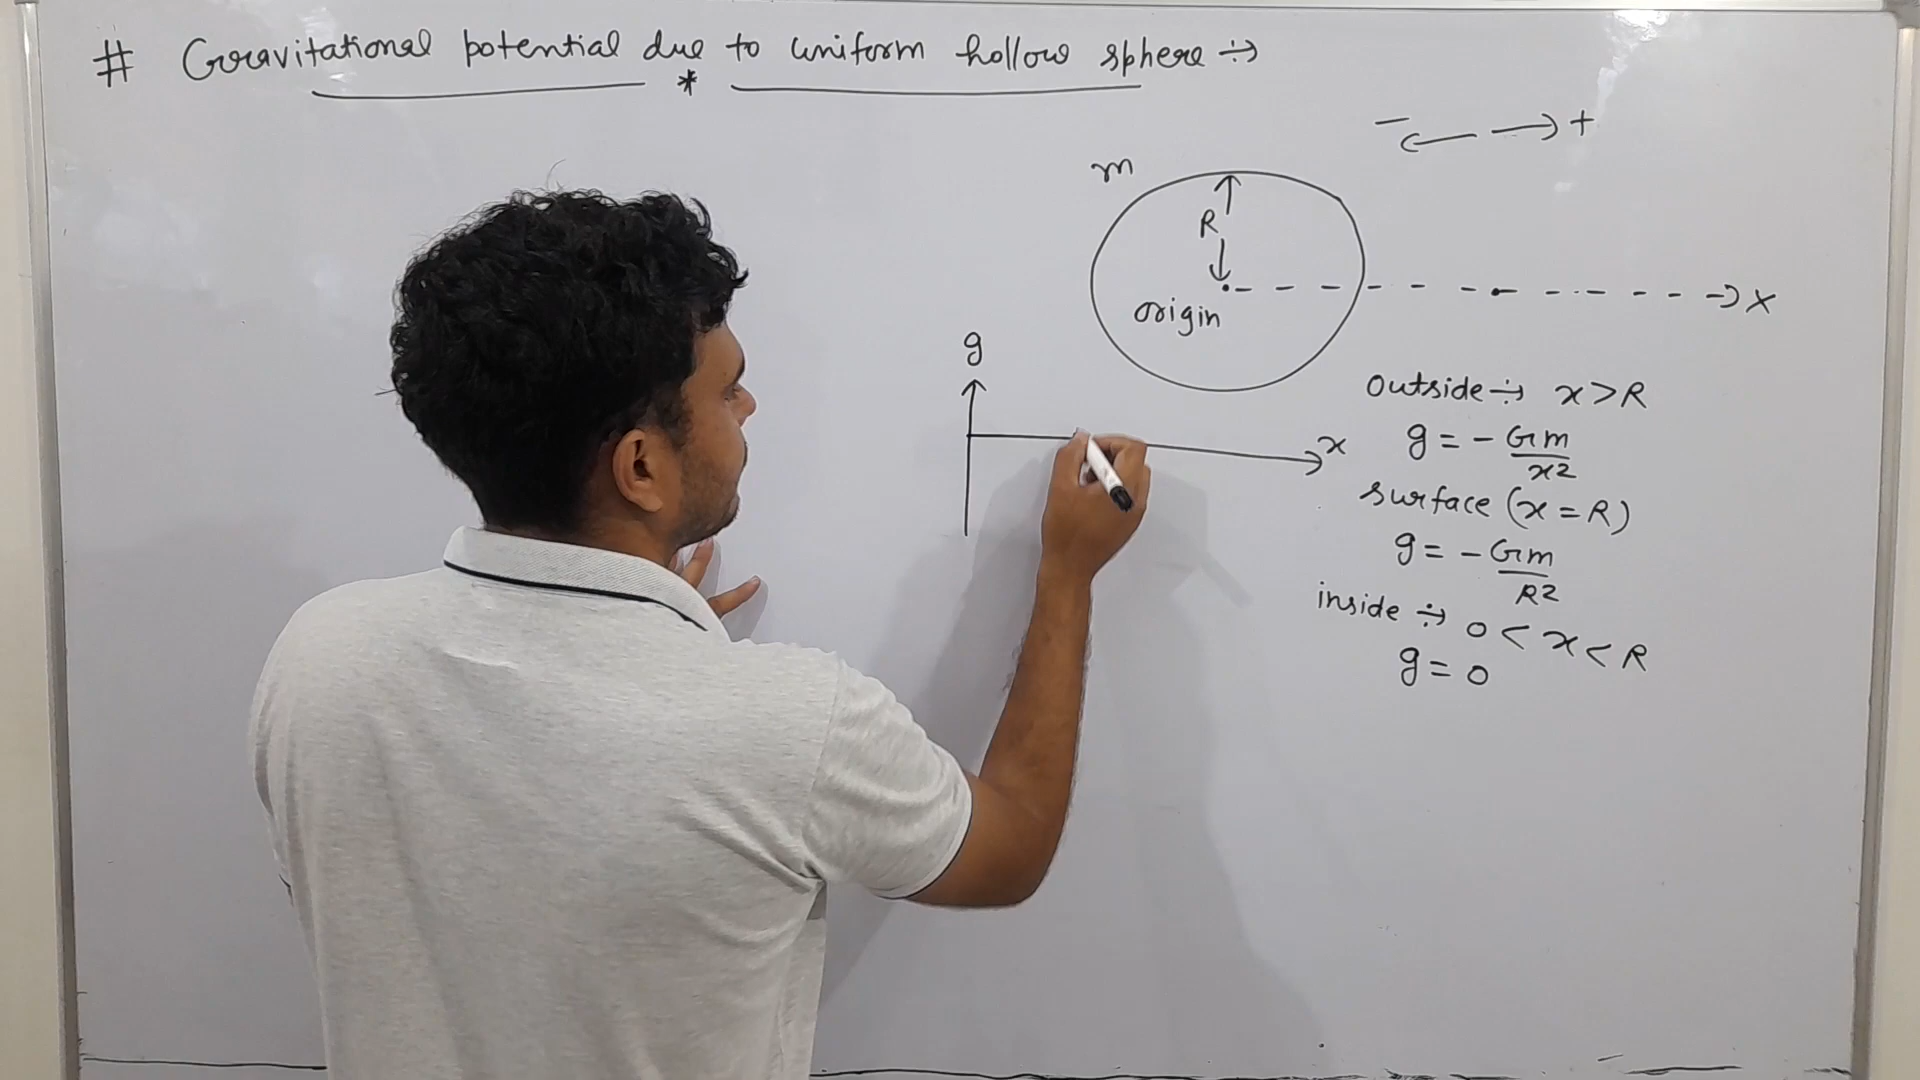 # Gravitational potential due to uniform hollow sphere ÷→
*
- ← → +
m
R
origin
X
g
x
outside ÷→ x > R
g = - Gm/x²
surface (x = R)
g = - Gm/R²
inside ÷→ 0 < x < R
g = 0